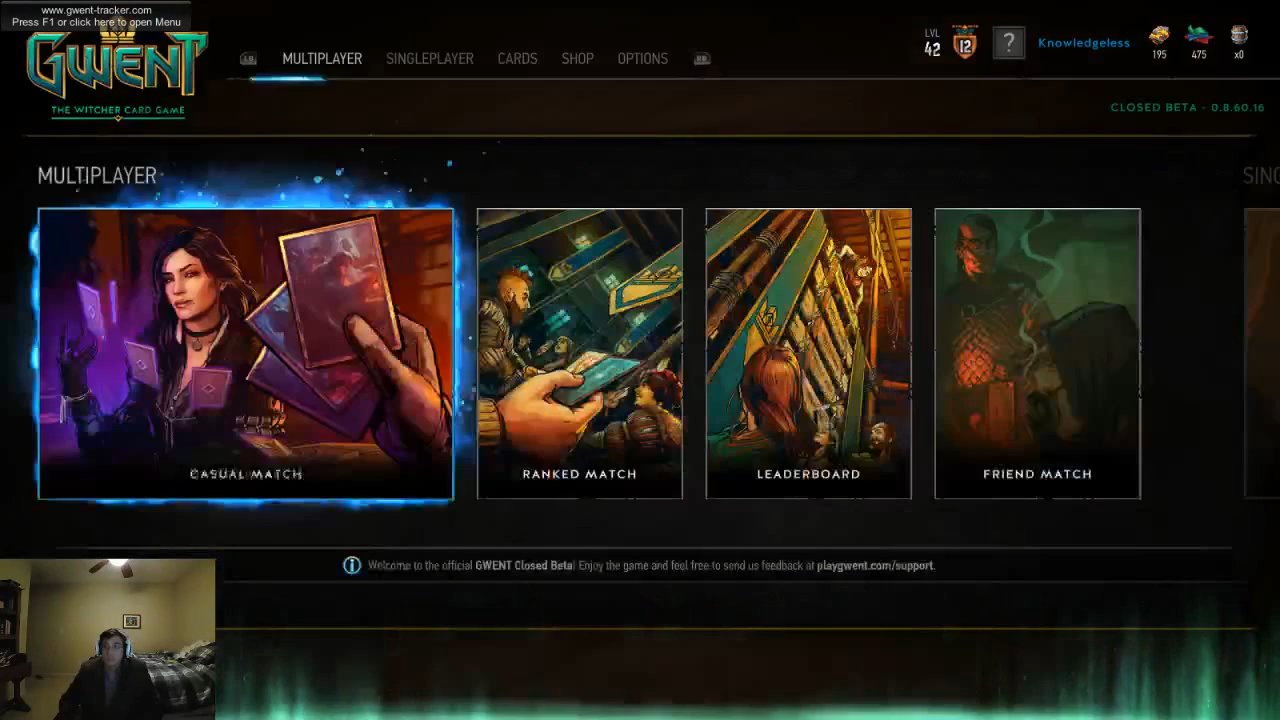 www.gwent-tracker.com
Press F1 or click here to open Menu
GWENT
THE WITCHER CARD GAME
MULTIPLAYER
SINGLEPLAYER
CARDS
SHOP
OPTIONS
LVL
42
12
?
Knowledgeless
195
475
x0
CLOSED BETA - 0.8.60.16
MULTIPLAYER
SING
CASUAL MATCH
RANKED MATCH
LEADERBOARD
FRIEND MATCH
Welcome to the official GWENT Closed Beta! Enjoy the game and feel free to send us feedback at playgwent.com/support.